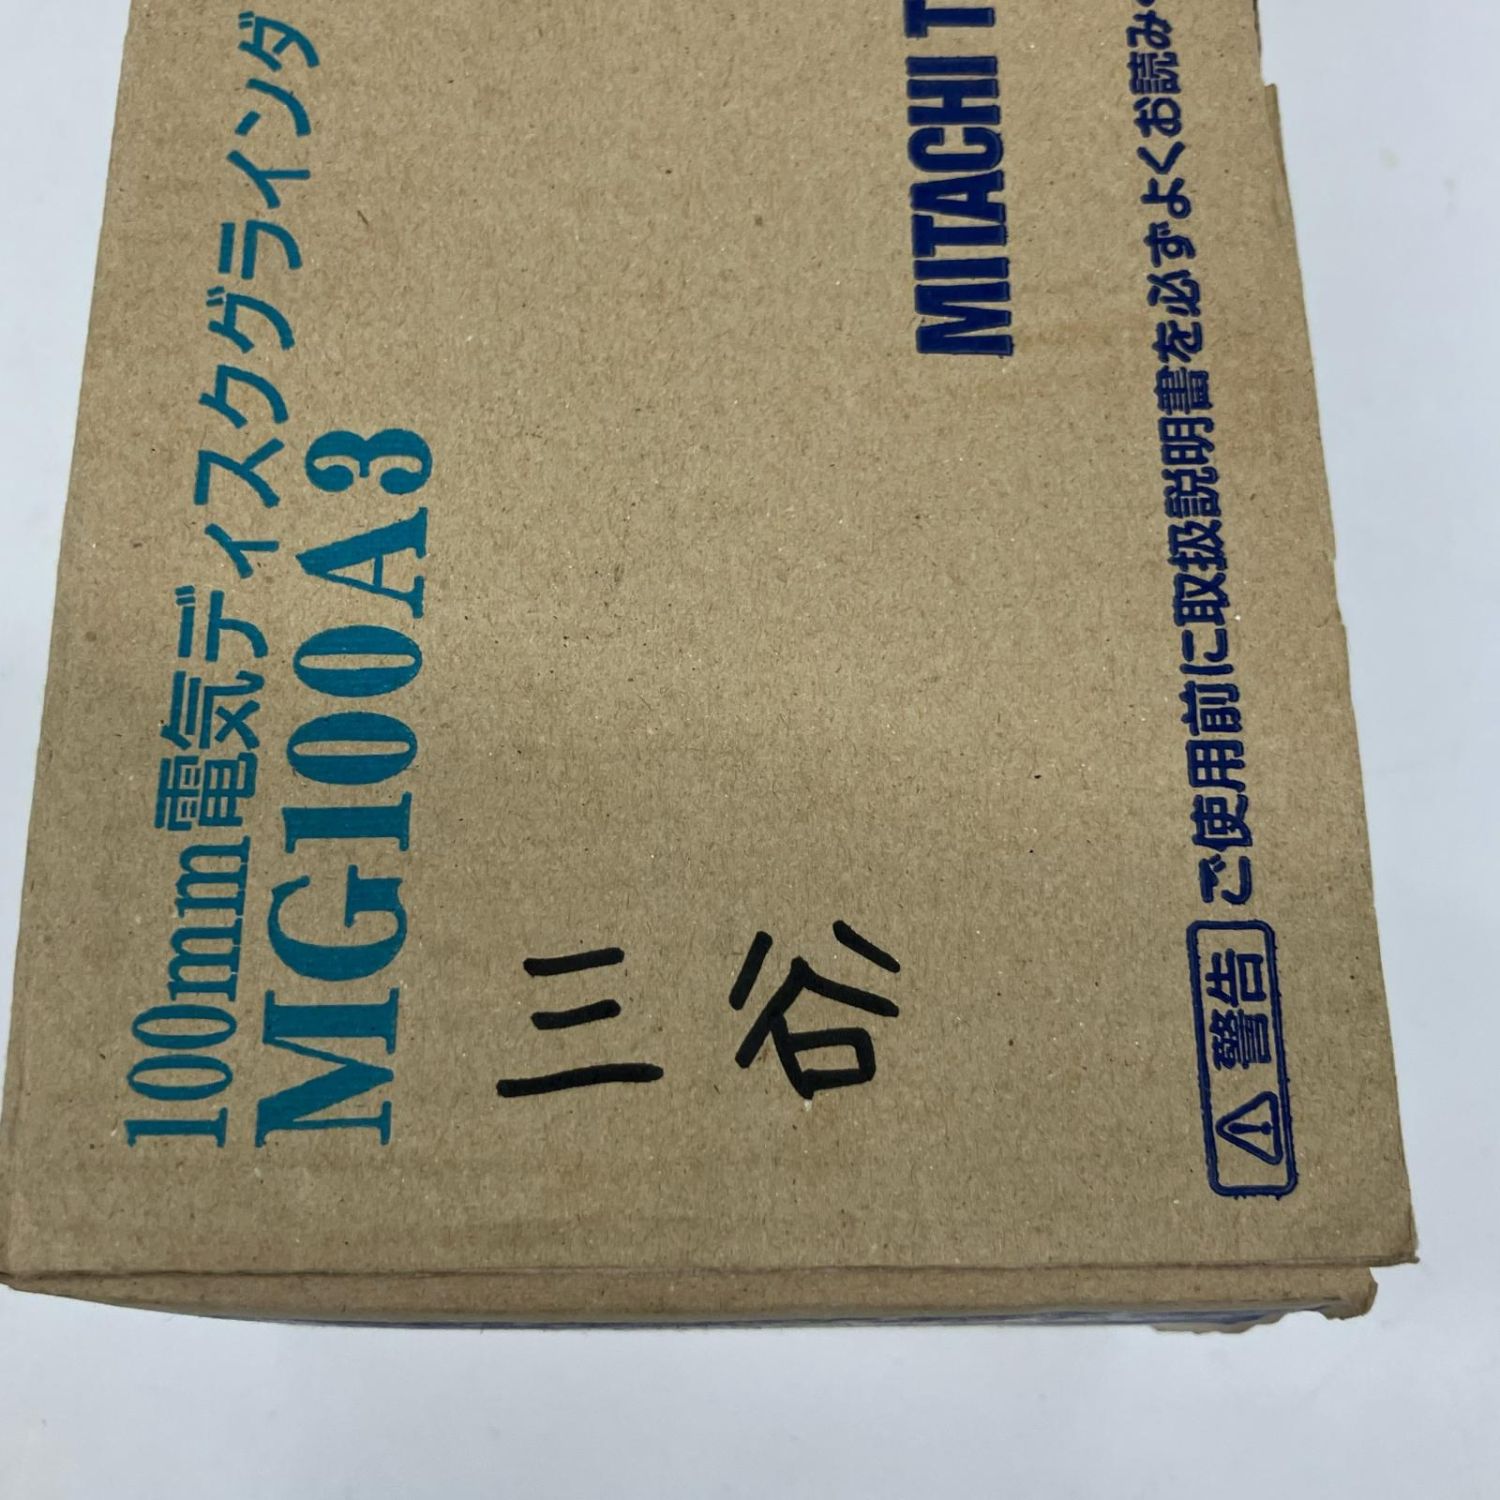 100mm電気ディスクグラインダ
MG100A3
三谷
MITACHI T
警告 ご使用前に取扱説明書を必ずよくお読み